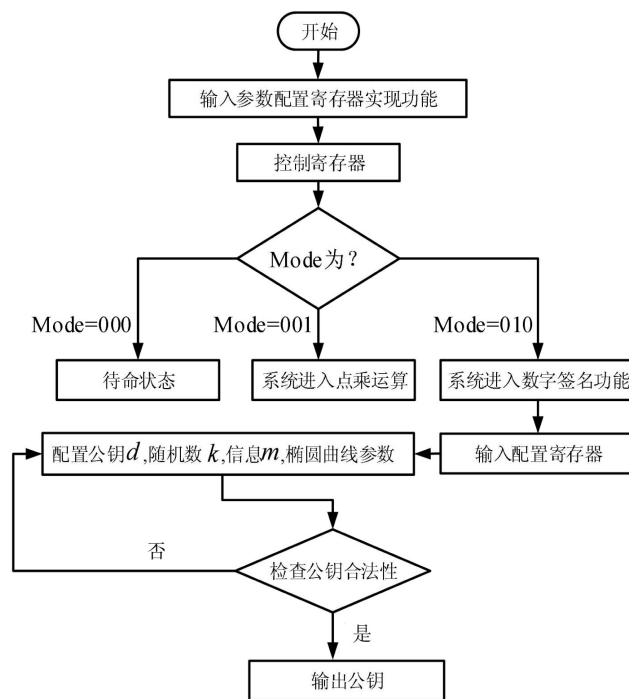 开始
输入参数配置寄存器实现功能
控制寄存器
Mode为?
Mode=000
Mode=001
Mode=010
待命状态
系统进入点乘运算
系统进入数字签名功能
配置公钥d,随机数k,信息m,椭圆曲线参数
输入配置寄存器
否
检查公钥合法性
是
输出公钥